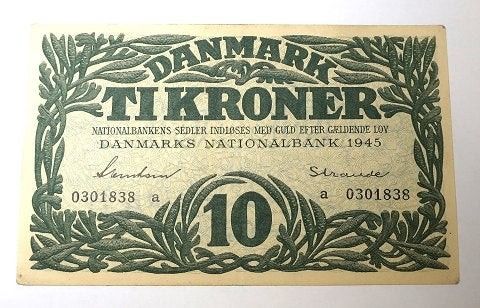 DANMARK
TI KRONER
NATIONALBANKENS SEDLER INDLØSES MED GULD EFTER GÆLDENDE LOV
DANMARKS NATIONALBANK 1945
0301838 a
a 0301838
10